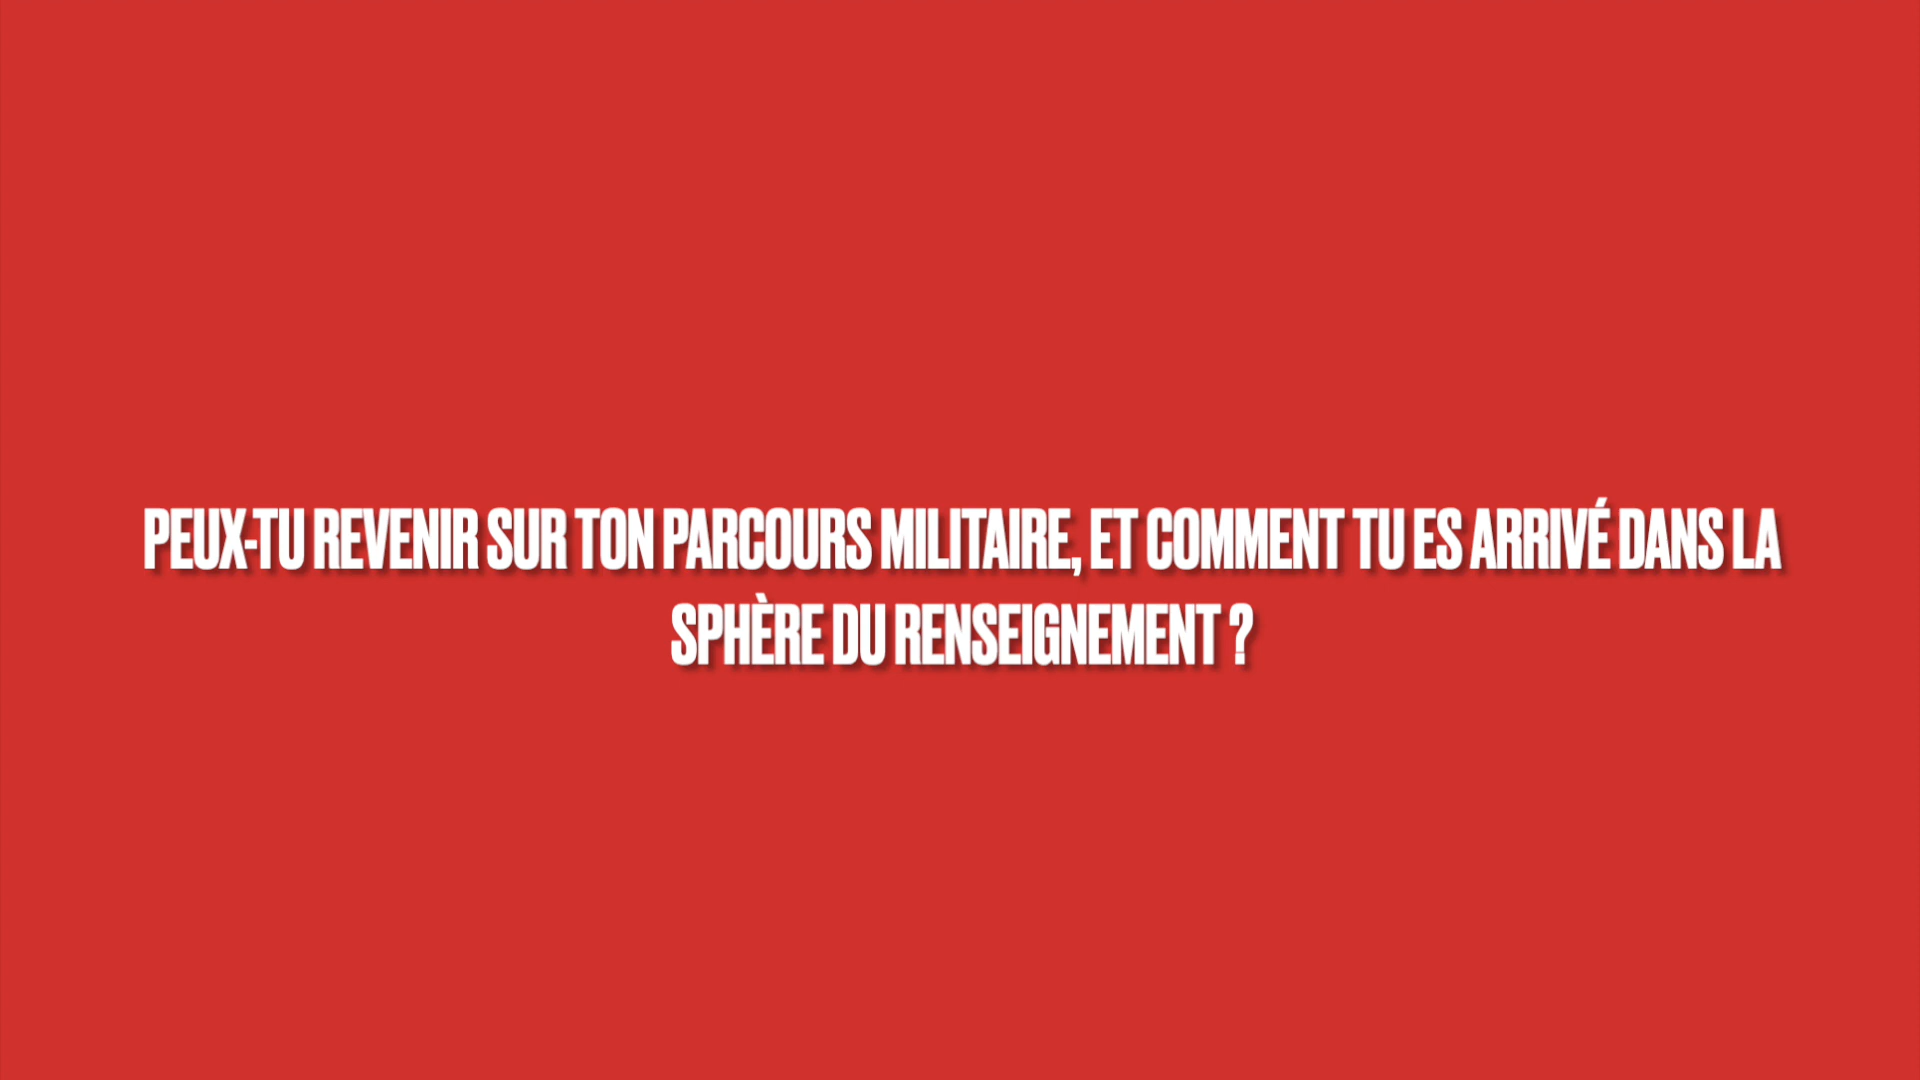 PEUX-TU REVENIR SUR TON PARCOURS MILITAIRE, ET COMMENT TU ES ARRIVÉ DANS LA
SPHÈRE DU RENSEIGNEMENT ?